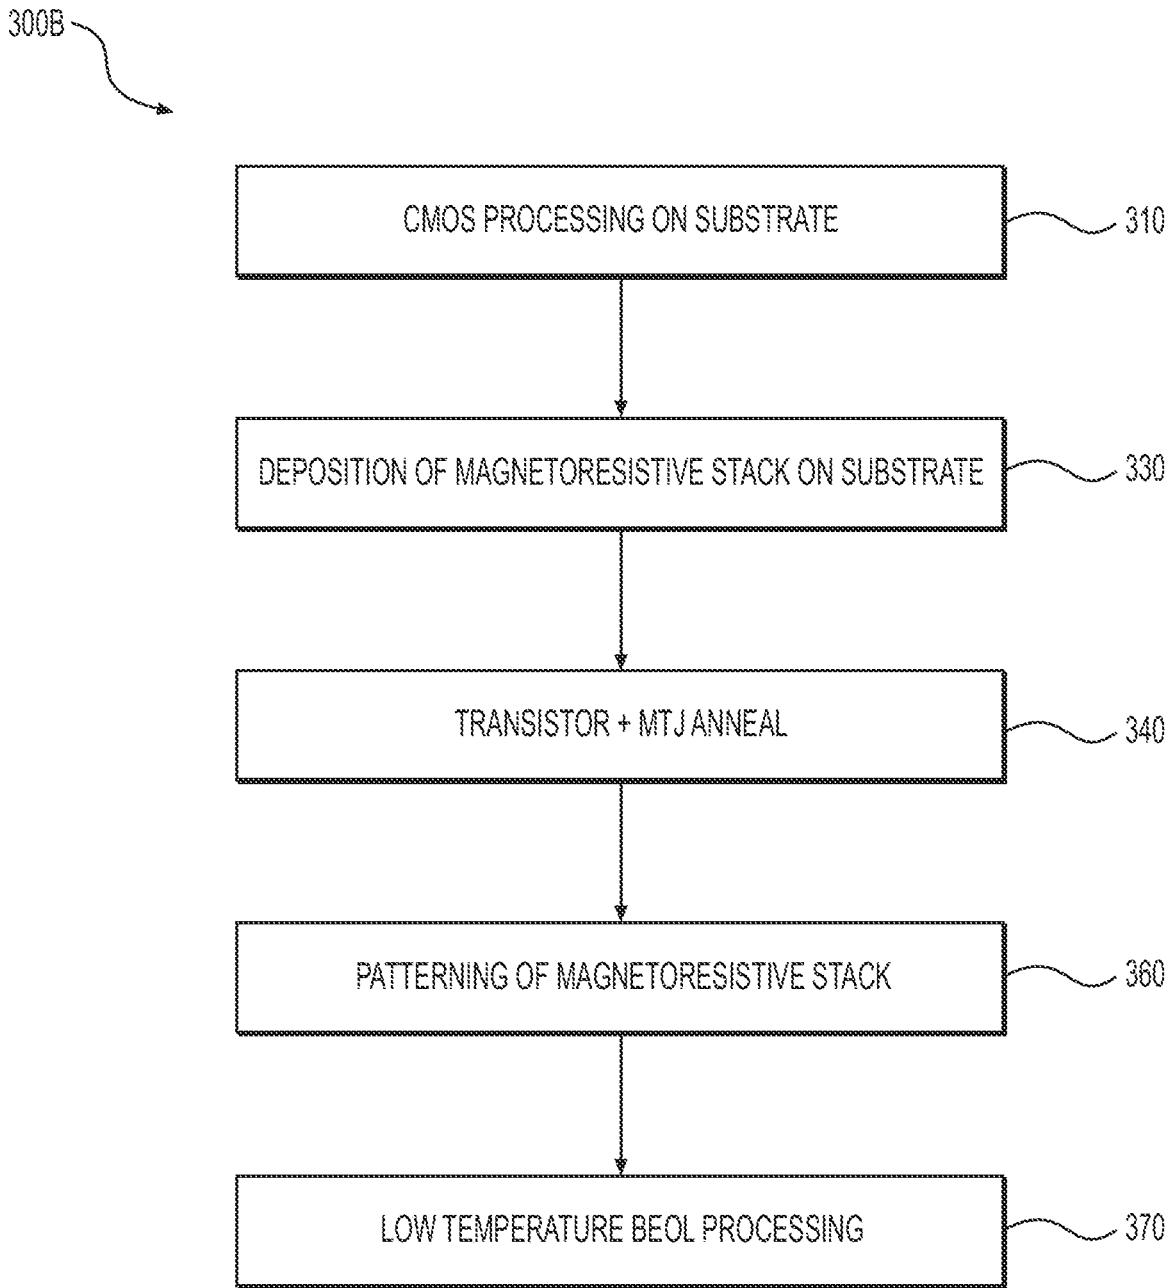 300B
CMOS PROCESSING ON SUBSTRATE
310
DEPOSITION OF MAGNETORESISTIVE STACK ON SUBSTRATE
330
TRANSISTOR + MTJ ANNEAL
340
PATTERNING OF MAGNETORESISTIVE STACK
360
LOW TEMPERATURE BEOL PROCESSING
370